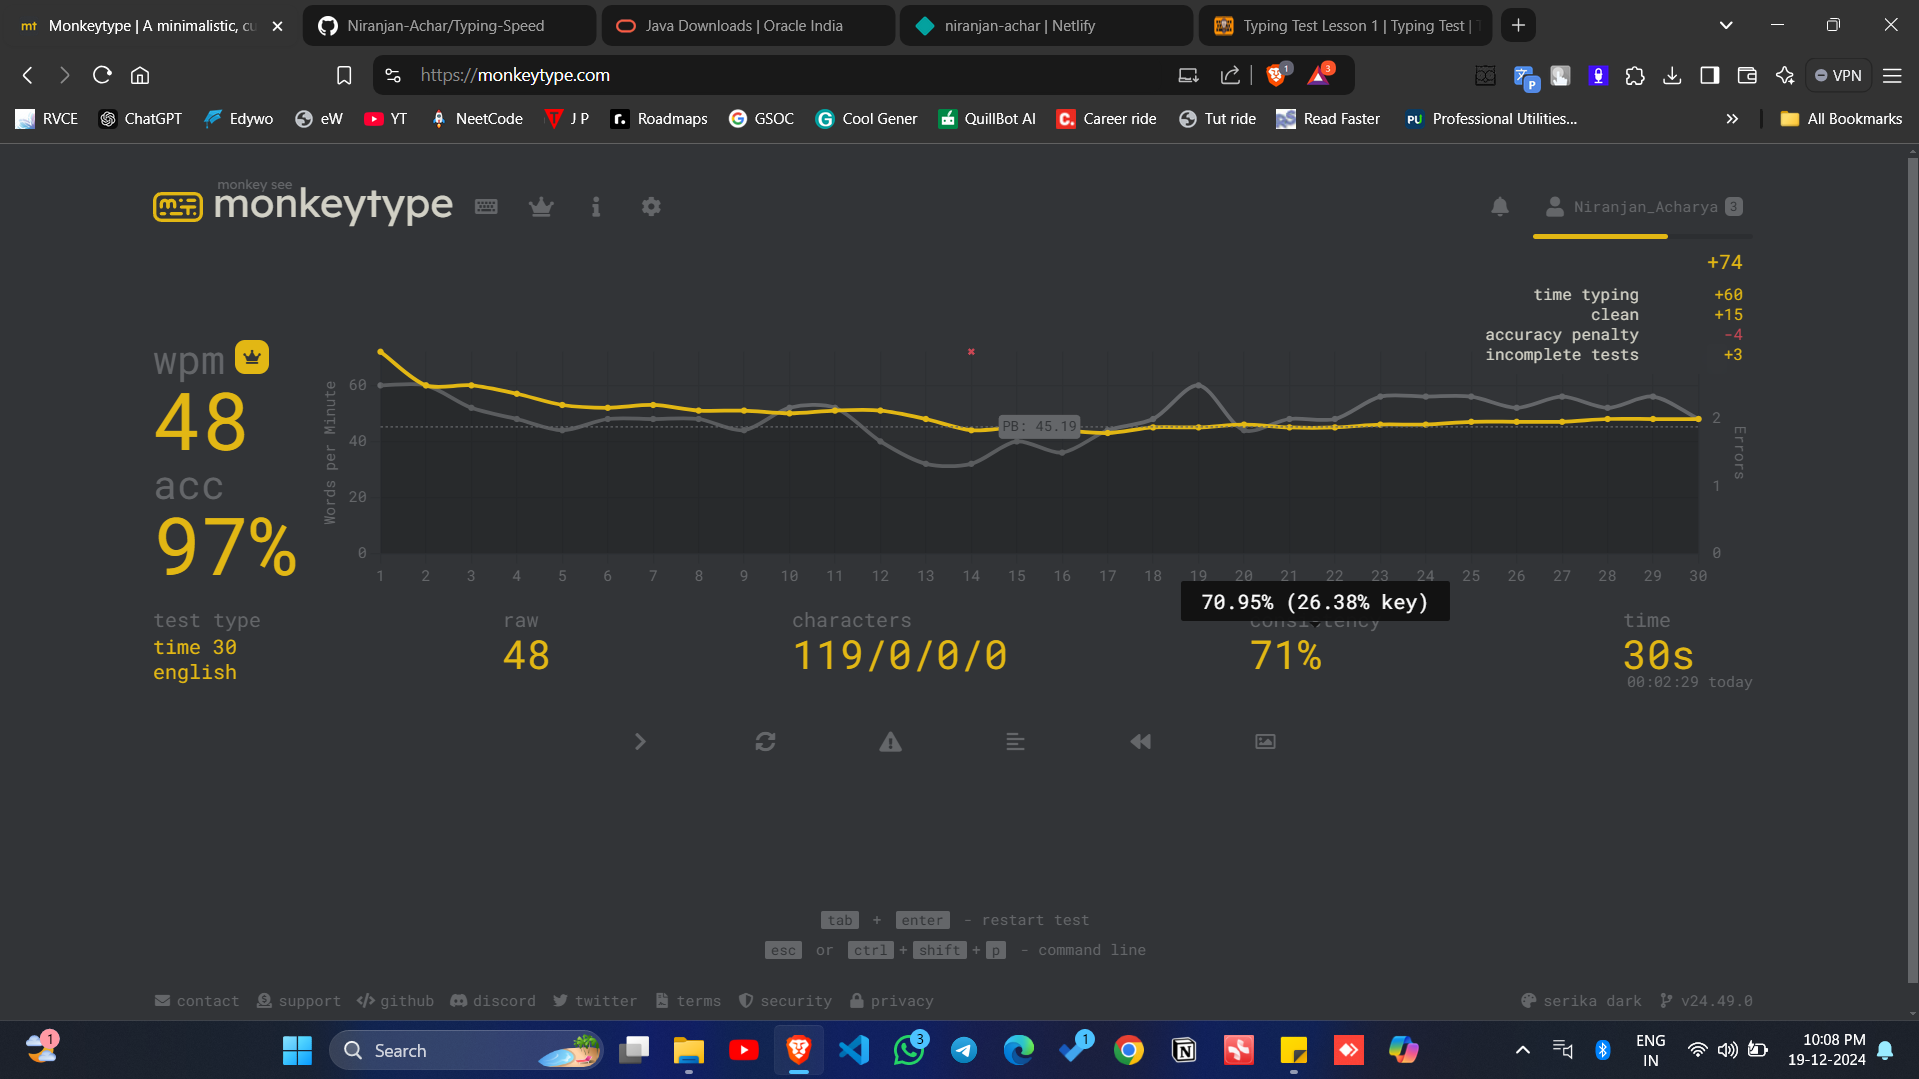 mt Monkeytype | A minimalistic, cu
Niranjan-Achar/Typing-Speed
Java Downloads | Oracle India
niranjan-achar | Netlify
Typing Test Lesson 1 | Typing Test |
https://monkeytype.com
1
3
P
VPN
RVCE ChatGPT Edywo eW YT NeetCode J P Roadmaps GSOC Cool Gener QuillBot AI Career ride Tut ride Read Faster PU Professional Utilities... » All Bookmarks
monkey see
monkeytype
Niranjan_Acharya 3
+74
time typing +60
clean +15
accuracy penalty -4
incomplete tests +3
wpm
48
acc
97%
Words per Minute
60
40
20
0
PB: 45.19
2
1
0
Errors
1 2 3 4 5 6 7 8 9 10 11 12 13 14 15 16 17 18 19 20 21 22 23 24 25 26 27 28 29 30
70.95% (26.38% key)
test type
time 30
english
raw
48
characters
119/0/0/0
consistency
71%
time
30s
00:02:29 today
tab + enter - restart test
esc or ctrl + shift + p - command line
contact support github discord twitter terms security privacy
serika dark v24.49.0
1
Search
3
1
ENG
IN
10:08 PM
19-12-2024